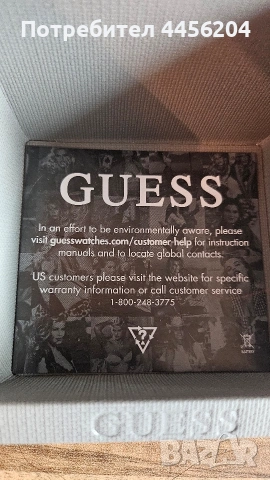 Потребител 4456204
GUESS
In an effort to be environmentally aware, please
visit guesswatches.com/customer-help for instruction
manuals and to locate global contacts.
US customers please visit the website for specific
warranty information or call customer service
1-800-248-3775
?
GUESS
BAZAR